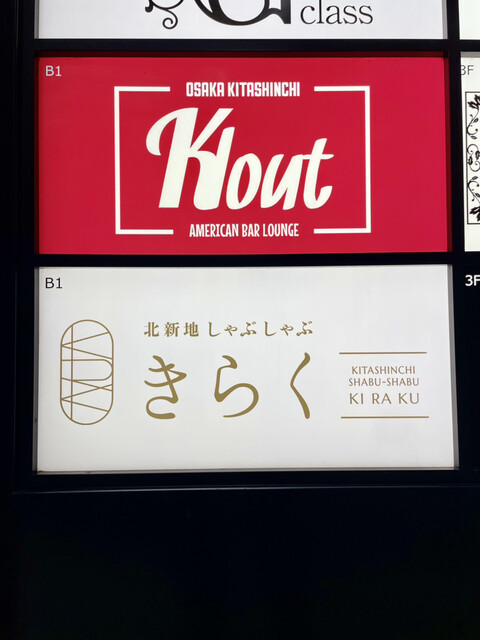 class
B1
OSAKA KITASHINCHI
Klout
AMERICAN BAR LOUNGE
3F
B1
北新地 しゃぶしゃぶ
きらく
KITASHINCHI
SHABU-SHABU
KI RA KU
3F